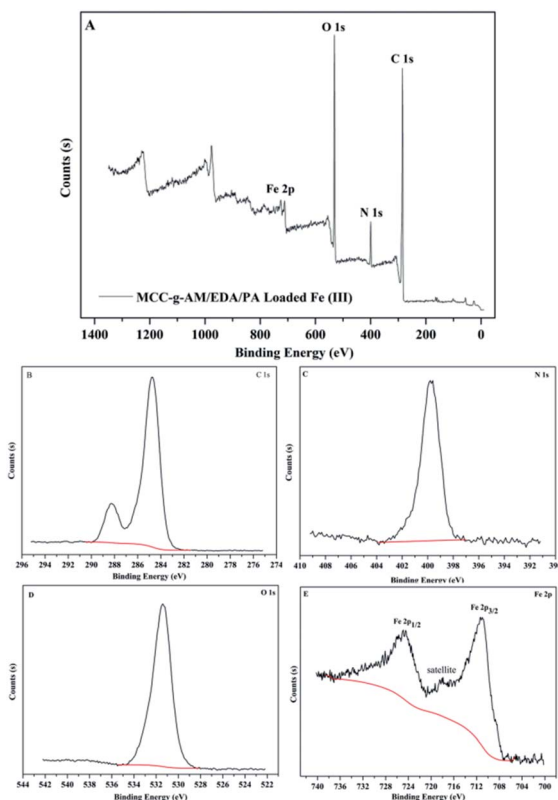 A
O 1s
C 1s
Fe 2p
N 1s
Counts (s)
MCC-g-AM/EDA/PA Loaded Fe (III)
1400 1200 1000 800 600 400 200 0
Binding Energy (eV)
B
C 1s
Counts (s)
296 294 292 290 288 286 284 282 280 278 276 274
Binding Energy (eV)
C
N 1s
Counts (s)
410 408 406 404 402 400 398 396 394 392 39
Binding Energy (eV)
D
O 1s
Counts (s)
544 542 540 538 536 534 532 530 528 526 524 522
Binding Energy (eV)
E
Fe 2p
Fe 2p1/2
Fe 2p3/2
satellite
Counts (s)
740 736 732 724 720 711 708 704 700
Binding Energy (eV)